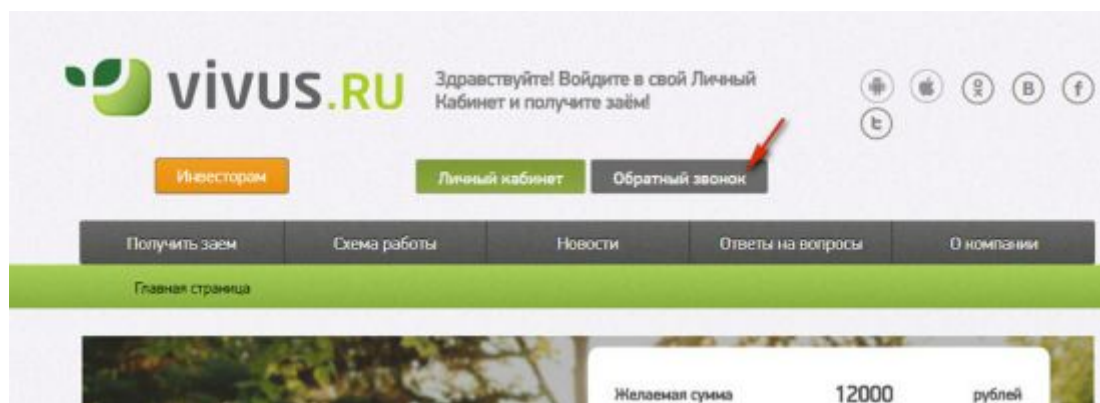 vivus.RU
Здравствуйте! Войдите в свой Личный
Кабинет и получите заём!
Инвесторам
Личный кабинет
Обратный звонок
Получить заем
Схема работы
Новости
Ответы на вопросы
О компании
Главная страница
Желаемая сумма 12000 рублей